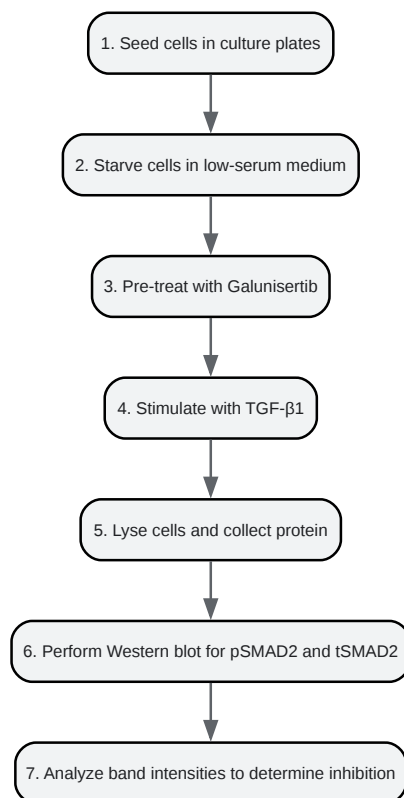 1. Seed cells in culture plates
2. Starve cells in low-serum medium
3. Pre-treat with Galunisertib
4. Stimulate with TGF-β1
5. Lyse cells and collect protein
6. Perform Western blot for pSMAD2 and tSMAD2
7. Analyze band intensities to determine inhibition